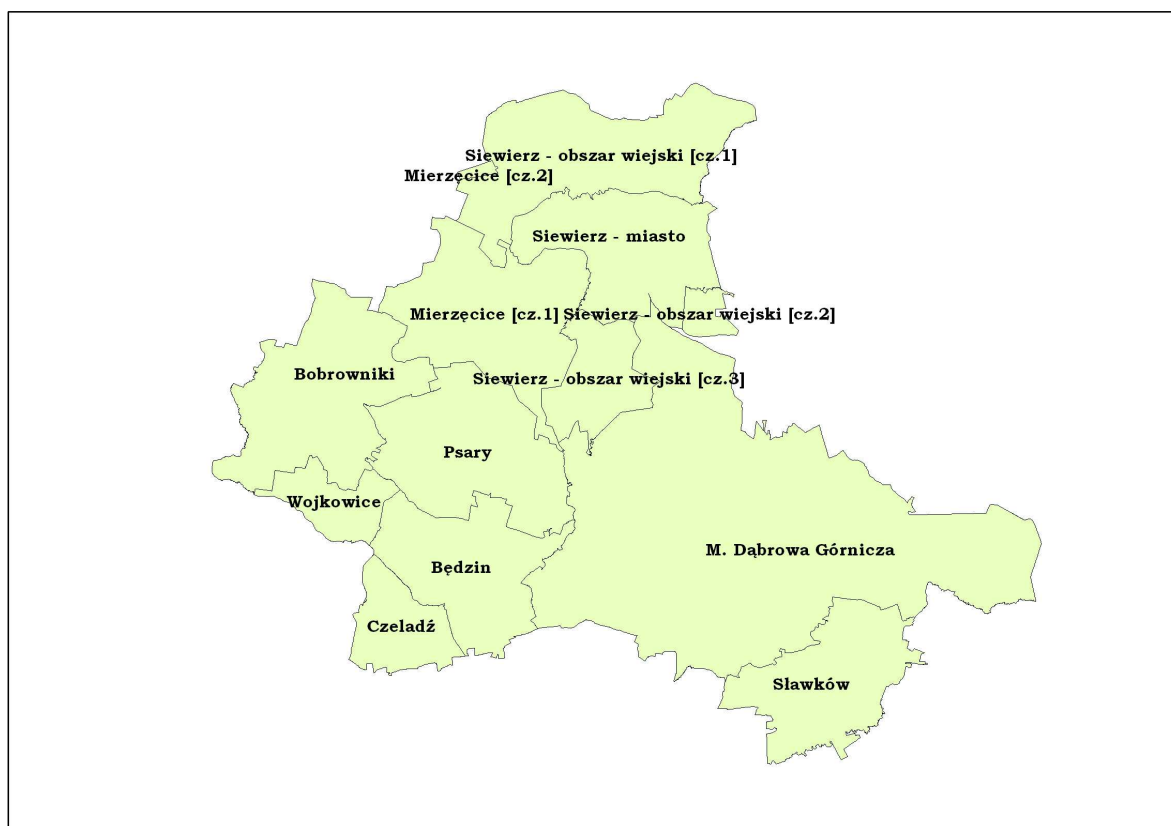 Siewierz - obszar wiejski [cz.1]
Mierzęcice [cz.2]
Siewierz - miasto
Mierzęcice [cz.1]
Siewierz - obszar wiejski [cz.2]
Bobrowniki
Siewierz - obszar wiejski [cz.3]
Psary
Wojkowice
M. Dąbrowa Górnicza
Będzin
Czeladź
Sławków